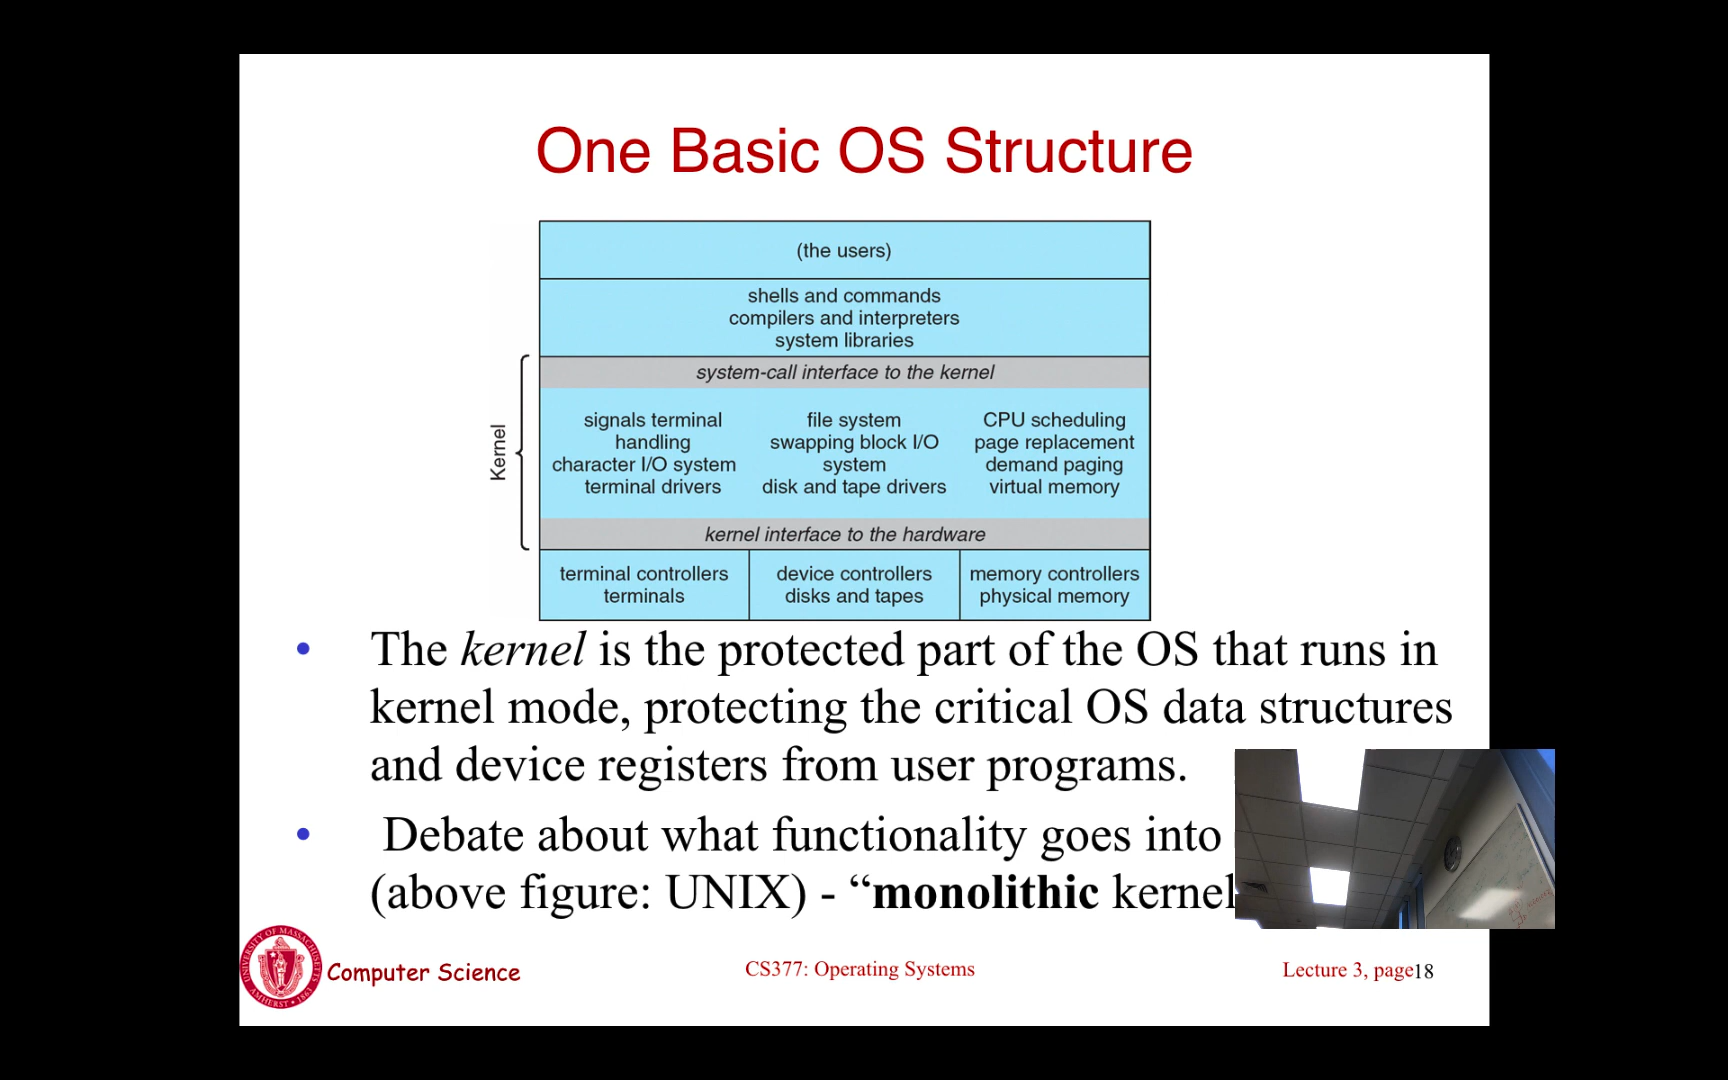 One Basic OS Structure
(the users)
shells and commands
compilers and interpreters
system libraries
system-call interface to the kernel
Kernel
signals terminal
handling
character I/O system
terminal drivers
file system
swapping block I/O
system
disk and tape drivers
CPU scheduling
page replacement
demand paging
virtual memory
kernel interface to the hardware
terminal controllers
terminals
device controllers
disks and tapes
memory controllers
physical memory
• The kernel is the protected part of the OS that runs in
kernel mode, protecting the critical OS data structures
and device registers from user programs.
• Debate about what functionality goes into
(above figure: UNIX) - “monolithic kernel
UNIVERSITY OF MASSACHUSETTS
AMHERST • 1863
Computer Science
CS377: Operating Systems
Lecture 3, page18